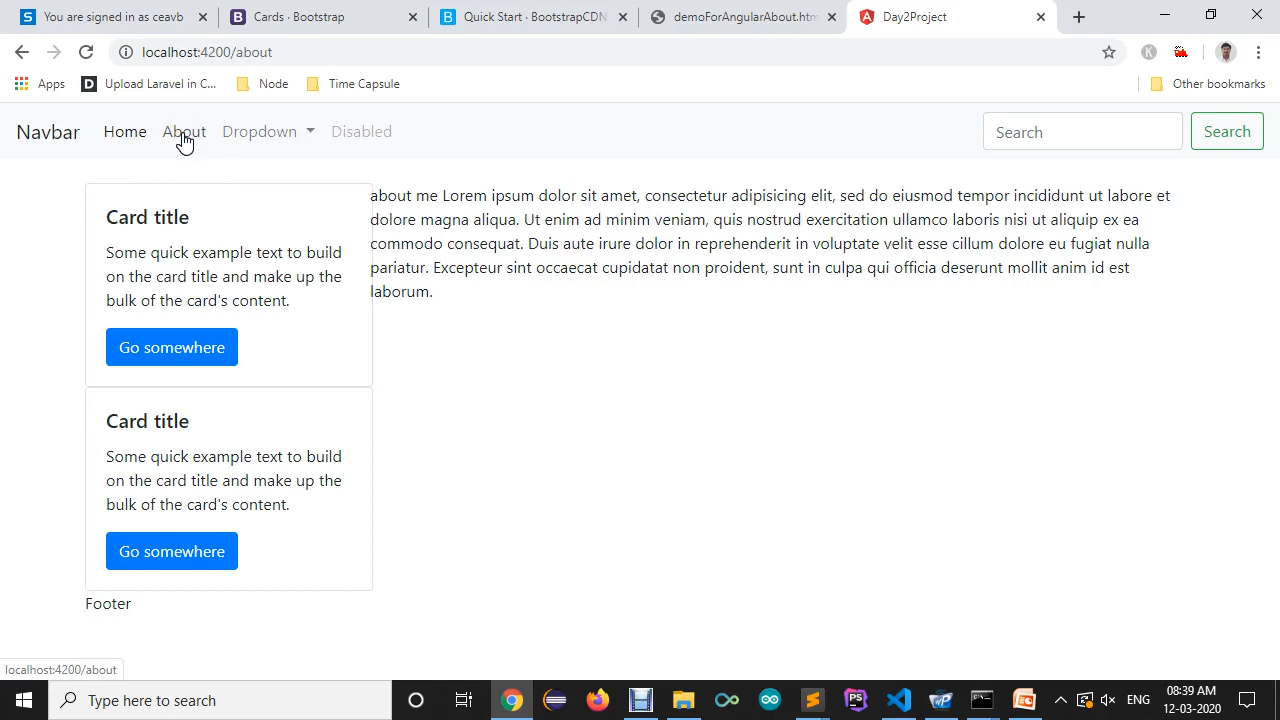 You are signed in as ceavb
Cards · Bootstrap
Quick Start · BootstrapCDN
demoForAngularAbout.htm
Day2Project
localhost:4200/about
Apps
Upload Laravel in C...
Node
Time Capsule
Other bookmarks
Navbar
Home
About
Dropdown
Disabled
Search
Search
Card title
Some quick example text to build
on the card title and make up the
bulk of the card's content.
Go somewhere
about me Lorem ipsum dolor sit amet, consectetur adipisicing elit, sed do eiusmod tempor incididunt ut labore et
dolore magna aliqua. Ut enim ad minim veniam, quis nostrud exercitation ullamco laboris nisi ut aliquip ex ea
commodo consequat. Duis aute irure dolor in reprehenderit in voluptate velit esse cillum dolore eu fugiat nulla
pariatur. Excepteur sint occaecat cupidatat non proident, sunt in culpa qui officia deserunt mollit anim id est
laborum.
Card title
Some quick example text to build
on the card title and make up the
bulk of the card's content.
Go somewhere
Footer
localhost:4200/about
Type here to search
ENG
08:39 AM
12-03-2020